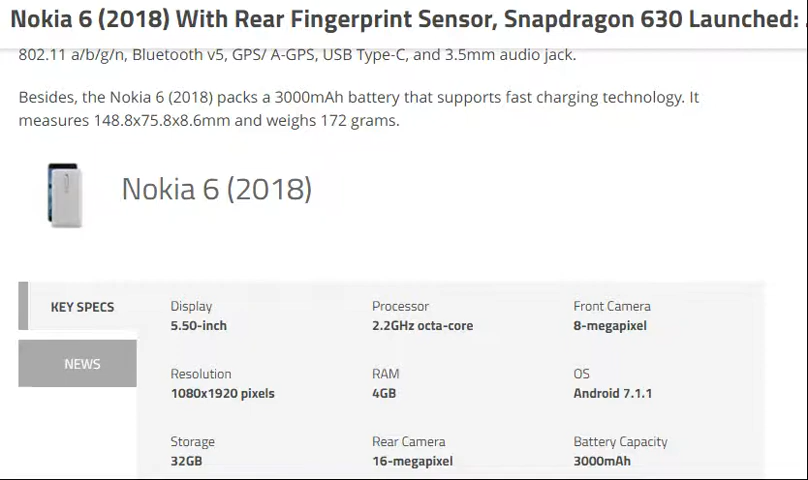 Nokia 6 (2018) With Rear Fingerprint Sensor, Snapdragon 630 Launched:
802.11 a/b/g/n, Bluetooth v5, GPS/ A-GPS, USB Type-C, and 3.5mm audio jack.
Besides, the Nokia 6 (2018) packs a 3000mAh battery that supports fast charging technology. It
measures 148.8x75.8x8.6mm and weighs 172 grams.
Nokia 6 (2018)
KEY SPECS
NEWS
Display
5.50-inch
Processor
2.2GHz octa-core
Front Camera
8-megapixel
Resolution
1080x1920 pixels
RAM
4GB
OS
Android 7.1.1
Storage
32GB
Rear Camera
16-megapixel
Battery Capacity
3000mAh